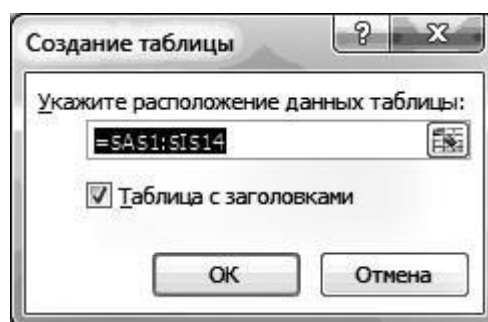 Создание таблицы
?
Укажите расположение данных таблицы:
=$A$1:$I$14
Таблица с заголовками
ОК
Отмена